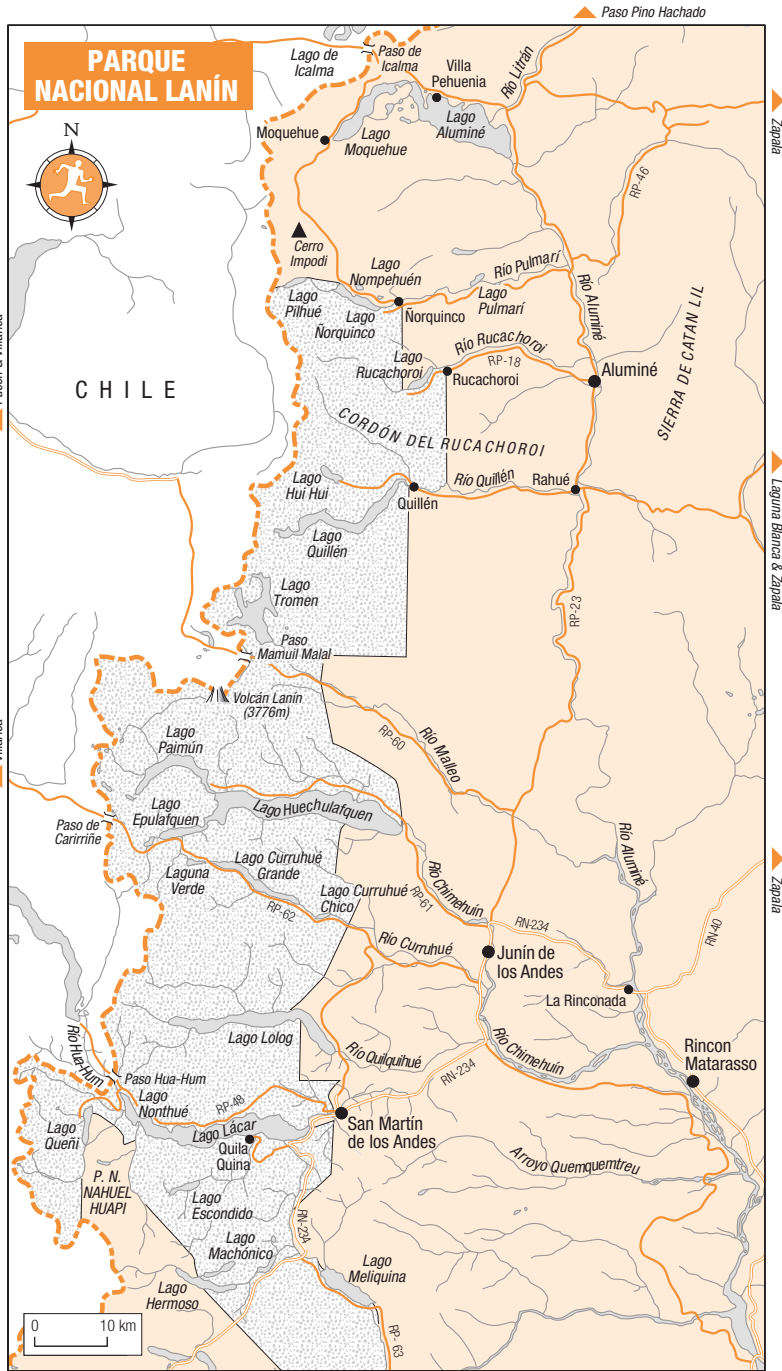 Paso Pino Hachado
PARQUE
NACIONAL LANÍN
Lago de
Icalma
Paso de
Icalma
Villa
Pehuenia
Río Litrán
Zapala
N
Moquehue
Lago
Moquehue
Lago
Aluminé
RP-46
Cerro
Impodi
Lago
Nompehuén
Río Pulmarí
Río Aluminé
Lago
Pilhué
Lago
Ñorquinco
Ñorquinco
Lago
Pulmarí
SIERRA DE CATAN LIL
Río Rucachoroi
Lago
Rucachoroi
RP-18
Rucachoroi
Aluminé
CHILE
CORDÓN DEL RUCACHOROI
Lago
Hui Hui
Quillén
Río Quillén
Rahué
Laguna Blanca & Zapala
Lago
Quillén
Lago
Tromen
RP-23
Paso
Mamuil Malal
Volcán Lanín
(3776m)
Lago
Paimún
RP-60
Río Malleo
Lago
Epulafquen
Lago Huechulafquen
Paso de
Carirriñe
Río Aluminé
Zapala
Laguna
Verde
Lago Curruhué
Grande
Lago Curruhué
Chico
Río Chimehuín
RP-61
RP-62
RN-234
RN-40
Río Curruhué
Junín de
los Andes
La Rinconada
Lago Lolog
Río Hua-Hum
Río Quilquihué
Río Chimehuín
Rincon
Matarasso
Paso Hua-Hum
RN-234
Lago
Nonthué
RP-48
Lago
Queñi
Lago Lácar
San Martín
de los Andes
Quila
Quina
Arroyo Quemquemtreu
P. N.
NAHUEL
HUAPI
Lago
Escondido
RN-234
Lago
Machónico
Lago
Meliquina
Lago
Hermoso
0 10 km
RP- 63